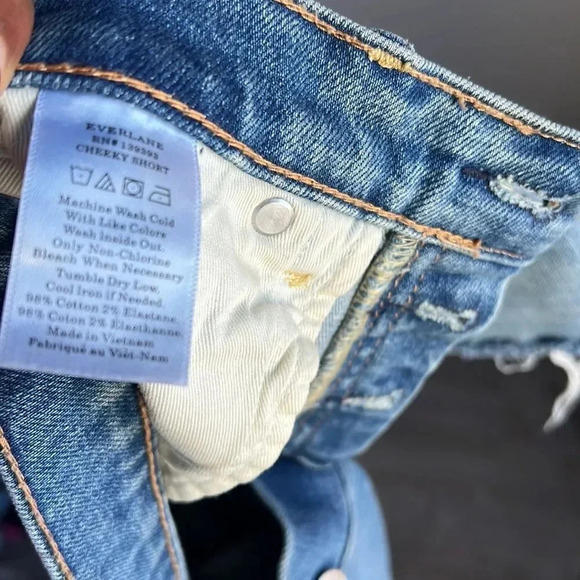 EVERLANE
RN# 139393
CHEEKY SHORT
Machine Wash Cold
With Like Colors
Wash Inside Out.
Only Non-Chlorine
Bleach When Necessary
Tumble Dry Low.
Cool Iron if Needed.
98% Cotton 2% Elastane.
98% Coton 2% Elasthanne.
Made in Vietnam
Fabriqué au Viêt-Nam